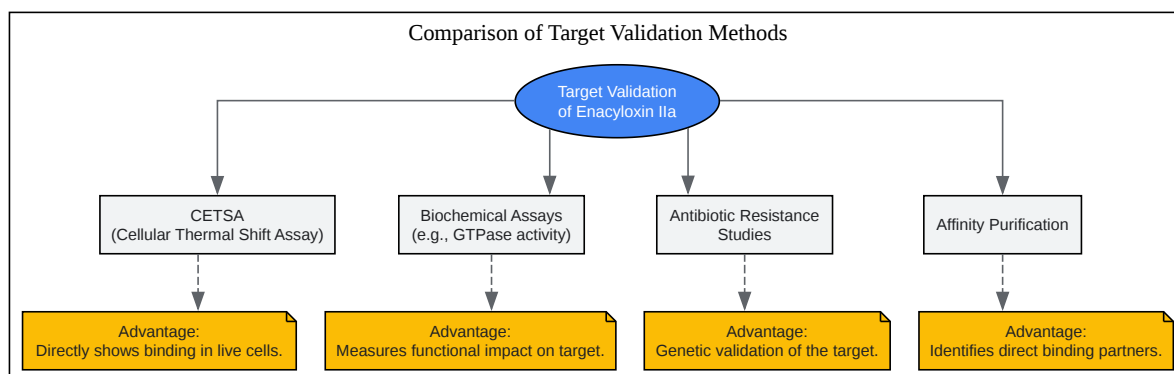 Comparison of Target Validation Methods
Target Validation
of Enacyloxin IIa
CETSA
(Cellular Thermal Shift Assay)
Biochemical Assays
(e.g., GTPase activity)
Antibiotic Resistance
Studies
Affinity Purification
Advantage:
Directly shows binding in live cells.
Advantage:
Measures functional impact on target.
Advantage:
Genetic validation of the target.
Advantage:
Identifies direct binding partners.